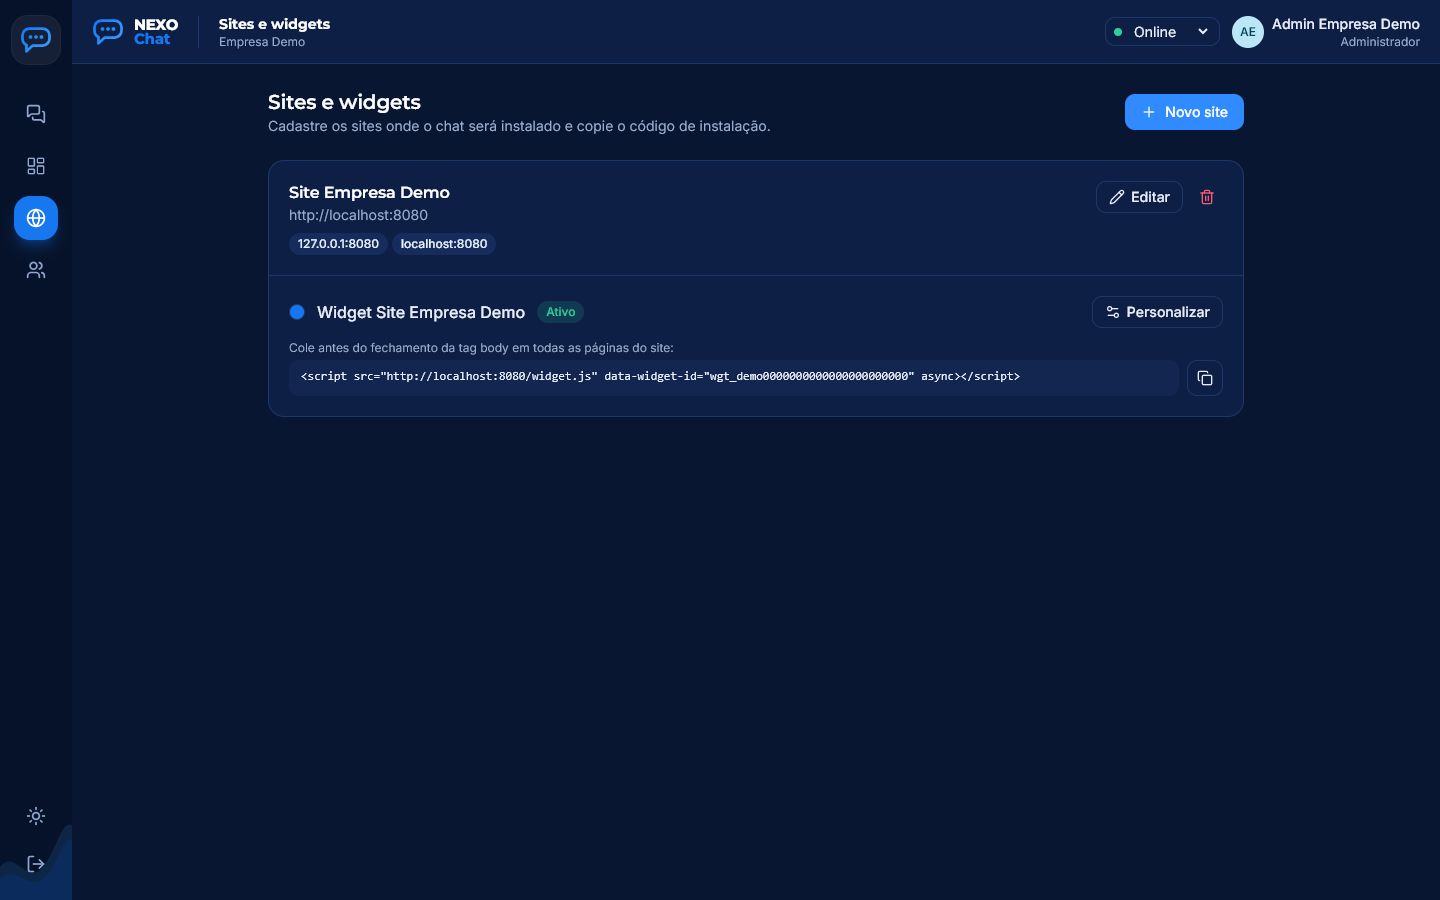 NEXO
Chat
Sites e widgets
Empresa Demo
Online
AE
Admin Empresa Demo
Administrador
Sites e widgets
Cadastre os sites onde o chat será instalado e copie o código de instalação.
Novo site
Site Empresa Demo
http://localhost:8080
127.0.0.1:8080 localhost:8080
Editar
Widget Site Empresa Demo Ativo
Personalizar
Cole antes do fechamento da tag body em todas as páginas do site:
<script src="http://localhost:8080/widget.js" data-widget-id="wgt_demo0000000000000000000000" async></script>